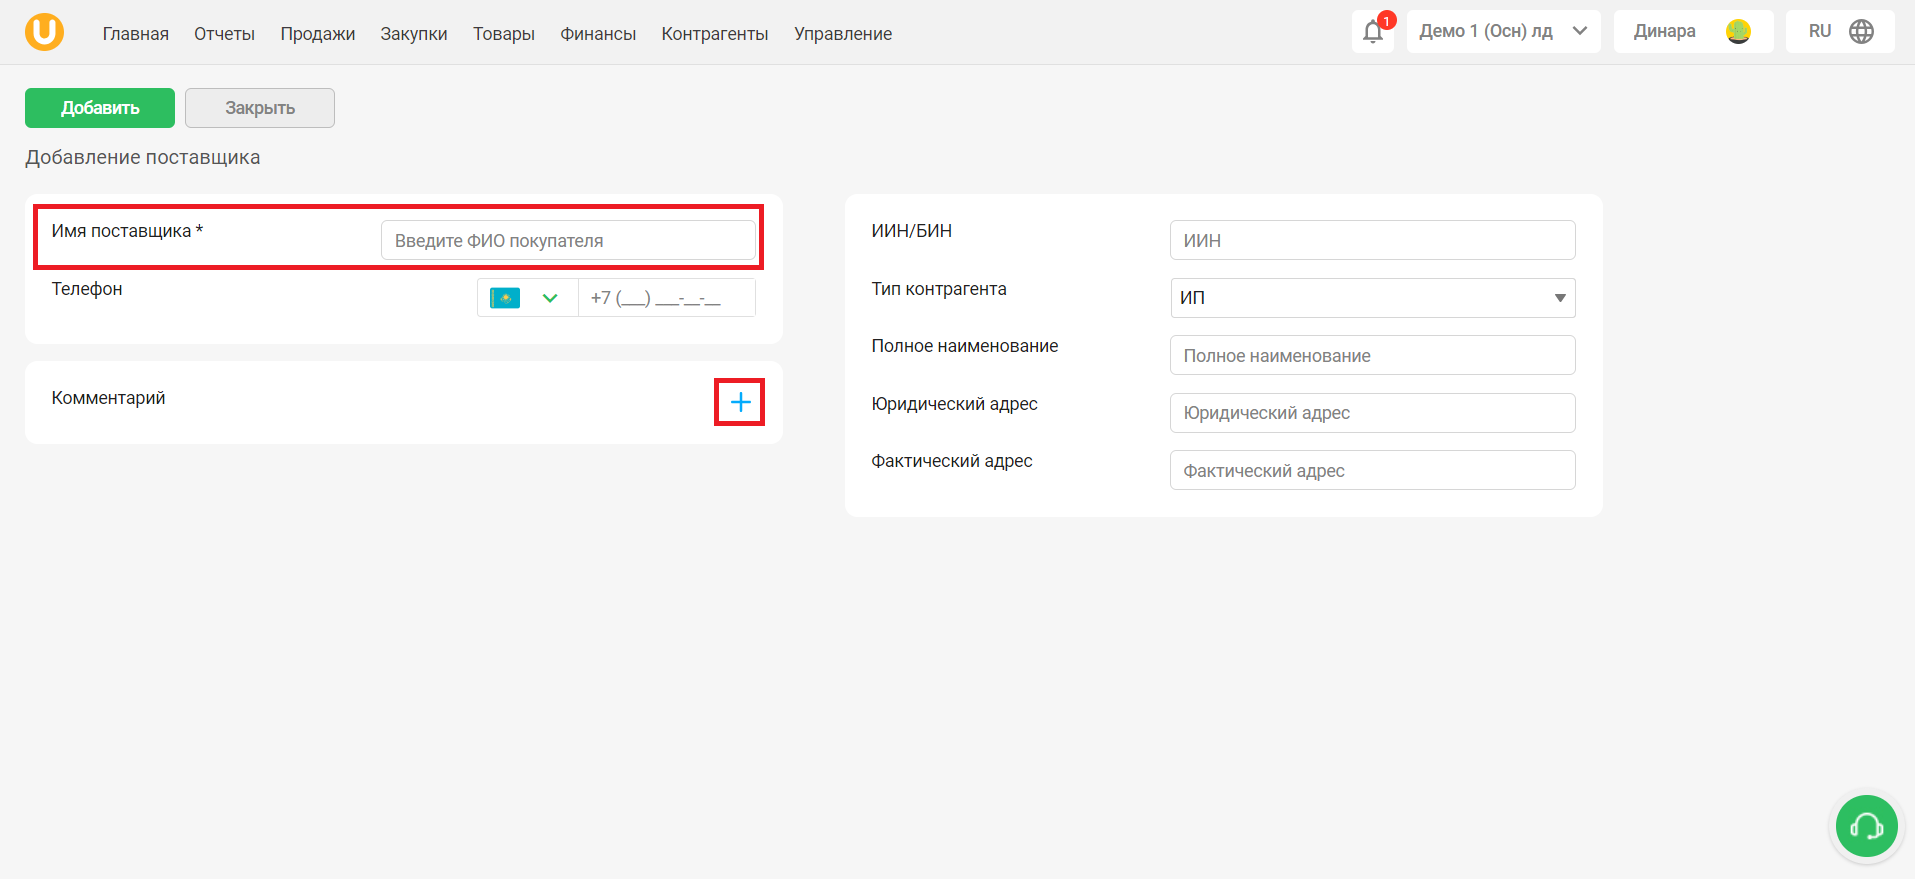 U
Главная Отчеты Продажи Закупки Товары Финансы Контрагенты Управление 1 Демо 1 (Осн) лд Динара RU
Добавить Закрыть
Добавление поставщика
Имя поставщика * Введите ФИО покупателя
Телефон +7 (___) ___-__-__
Комментарий
ИИН/БИН ИИН
Тип контрагента ИП
Полное наименование Полное наименование
Юридический адрес Юридический адрес
Фактический адрес Фактический адрес